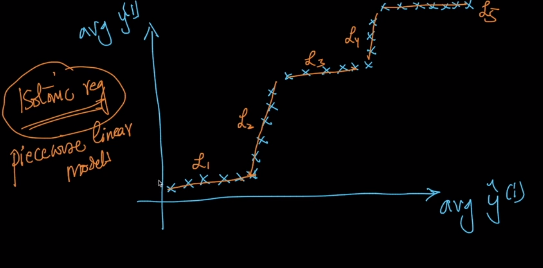 avg y(i)
Isotonic reg
piecewise linear
models
L1
L2
L3
L4
L5
avg ŷ(i)